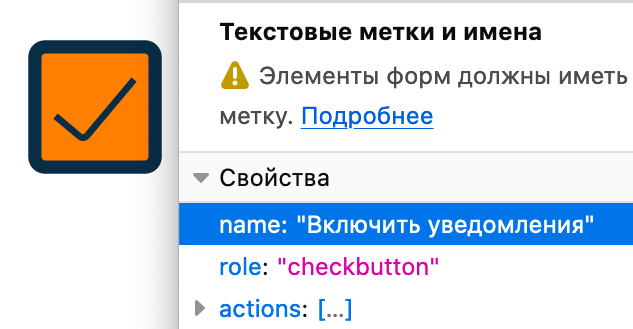 Текстовые метки и имена
Элементы форм должны иметь
метку. Подробнее
Свойства
name: "Включить уведомления"
role: "checkbutton"
actions: […]